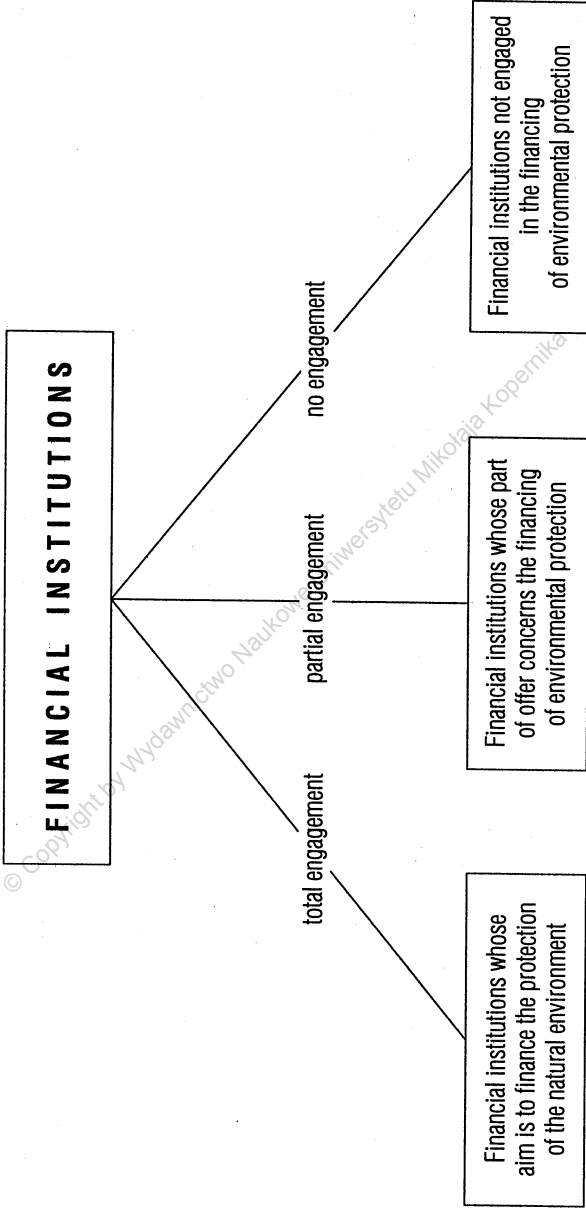 FINANCIAL INSTITUTIONS
total engagement
partial engagement
no engagement
Financial institutions whose
aim is to finance the protection
of the natural environment
Financial institutions whose part
of offer concerns the financing
of environmental protection
Financial institutions not engaged
in the financing
of environmental protection
© Copyright by Wydawnictwo Naukowe Uniwersytetu Mikołaja Kopernika